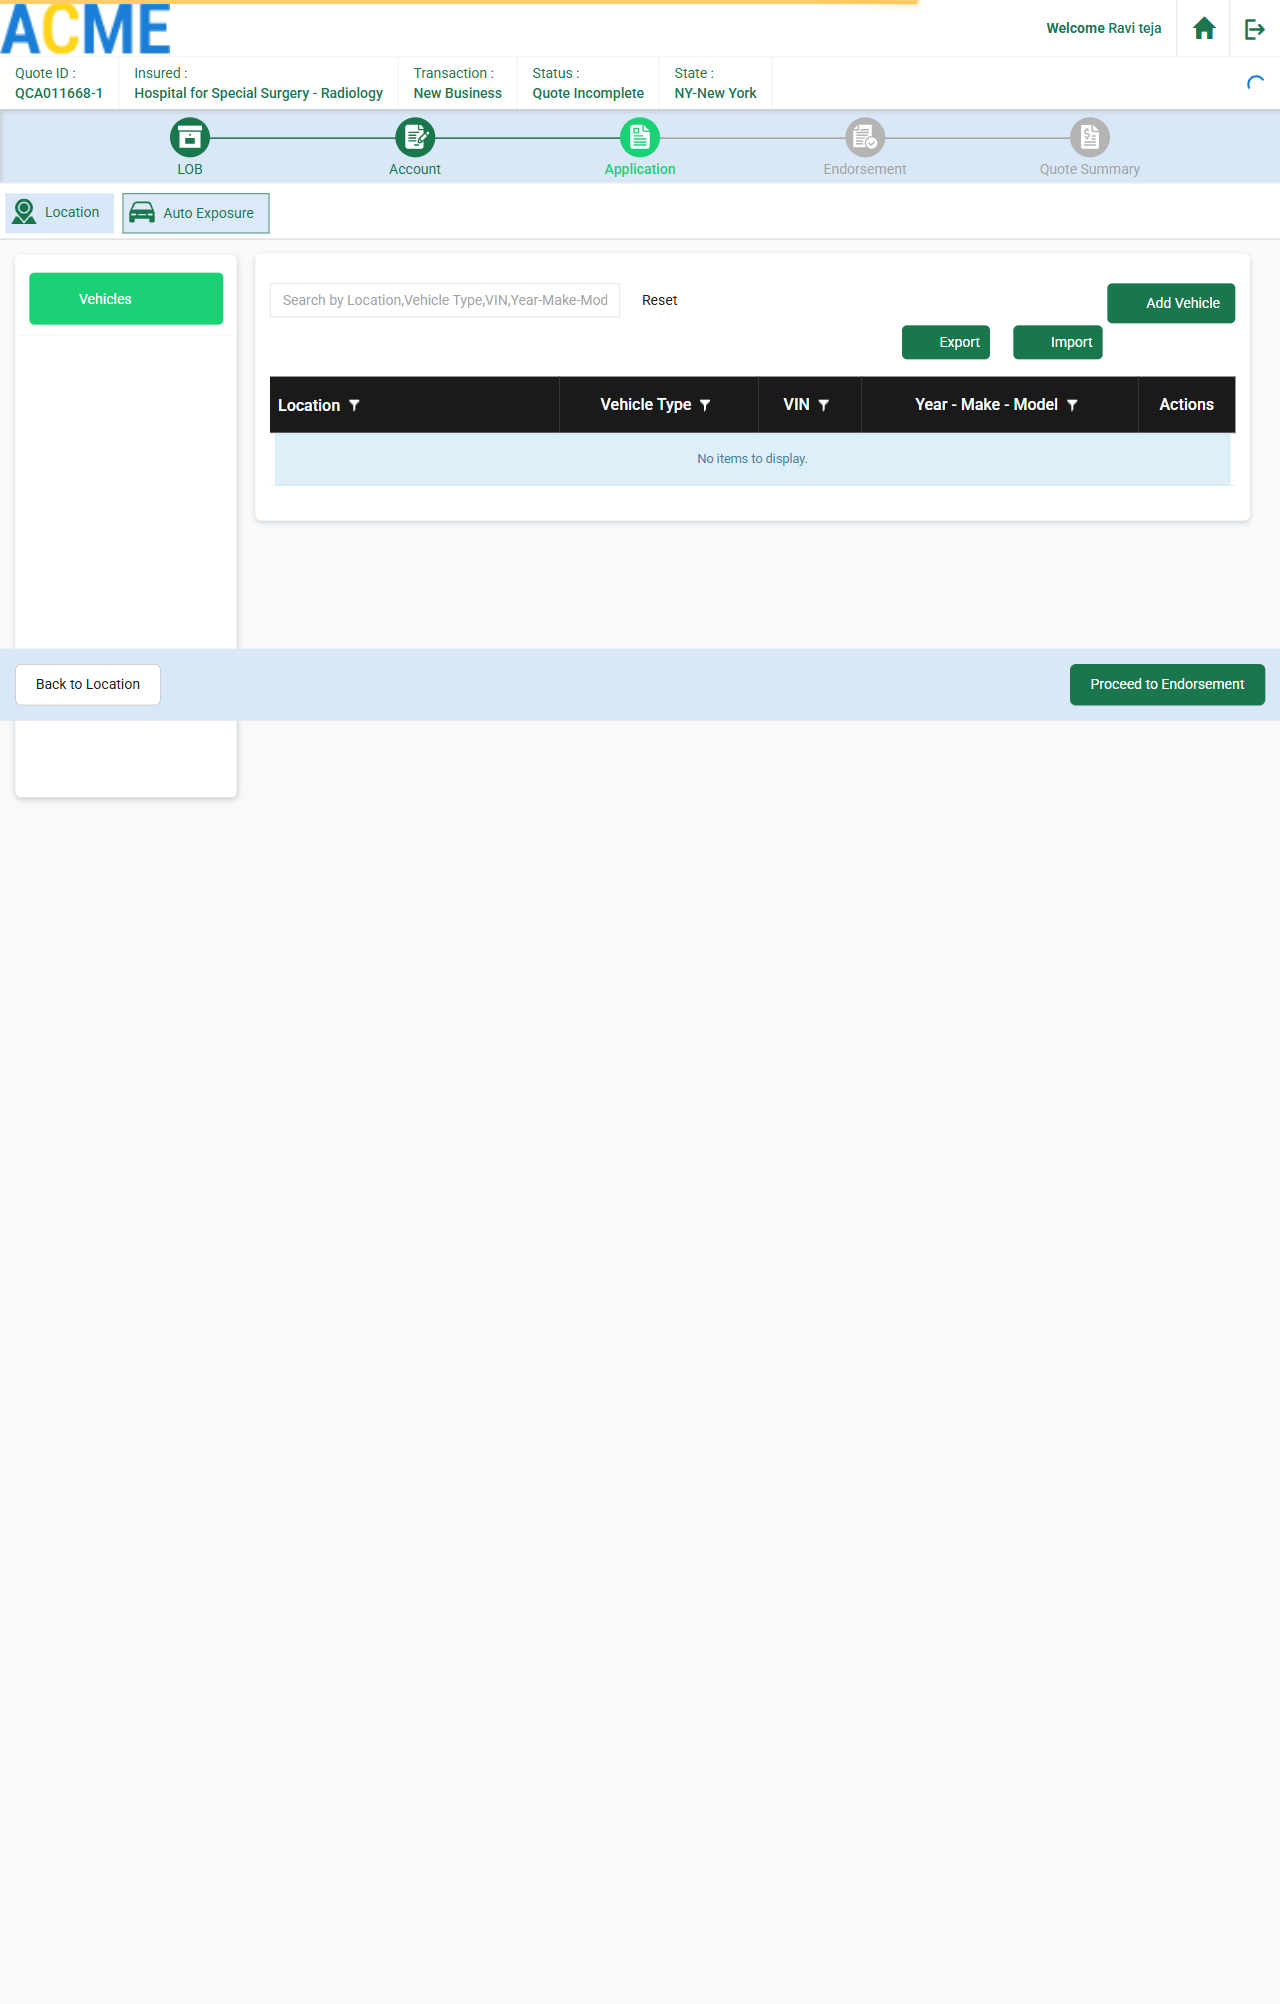 ACME
Welcome Ravi teja
Quote ID :
QCA011668-1
Insured :
Hospital for Special Surgery - Radiology
Transaction :
New Business
Status :
Quote Incomplete
State :
NY-New York
LOB
Account
Application
Endorsement
Quote Summary
Location
Auto Exposure
Vehicles
Search by Location,Vehicle Type,VIN,Year-Make-Mod
Reset
Add Vehicle
Export
Import
Location
Vehicle Type
VIN
Year - Make - Model
Actions
No items to display.
Back to Location
Proceed to Endorsement